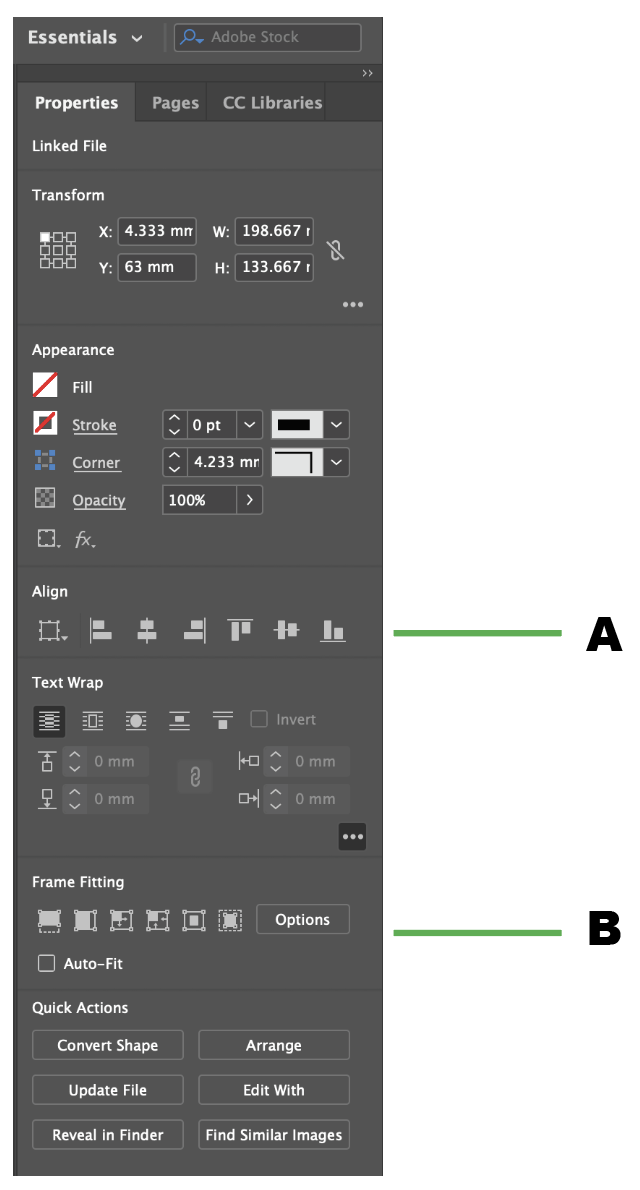 Essentials Adobe Stock
>>
Properties Pages CC Libraries
Linked File
Transform
X: 4.333 mm W: 198.667 r
Y: 63 mm H: 133.667 r
Appearance
Fill
Stroke 0 pt
Corner 4.233 mm
Opacity 100%
fx.
Align
A
Text Wrap
Invert
0 mm 0 mm
0 mm 0 mm
Frame Fitting
Options
B
Auto-Fit
Quick Actions
Convert Shape Arrange
Update File Edit With
Reveal in Finder Find Similar Images